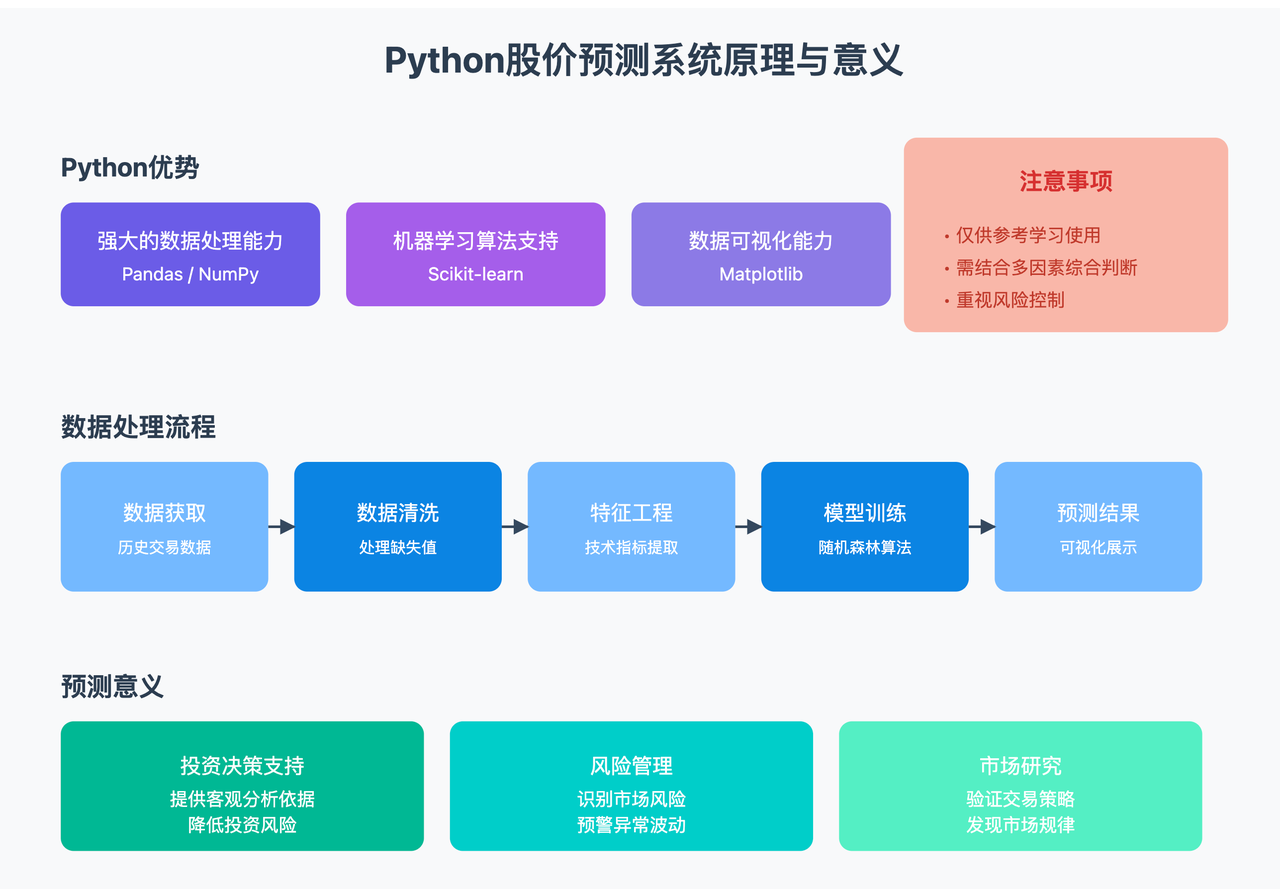 Python股价预测系统原理与意义
Python优势
强大的数据处理能力
Pandas / NumPy
机器学习算法支持
Scikit-learn
数据可视化能力
Matplotlib
注意事项
• 仅供参考学习使用
• 需结合多因素综合判断
• 重视风险控制
数据处理流程
数据获取
历史交易数据
数据清洗
处理缺失值
特征工程
技术指标提取
模型训练
随机森林算法
预测结果
可视化展示
预测意义
投资决策支持
提供客观分析依据
降低投资风险
风险管理
识别市场风险
预警异常波动
市场研究
验证交易策略
发现市场规律